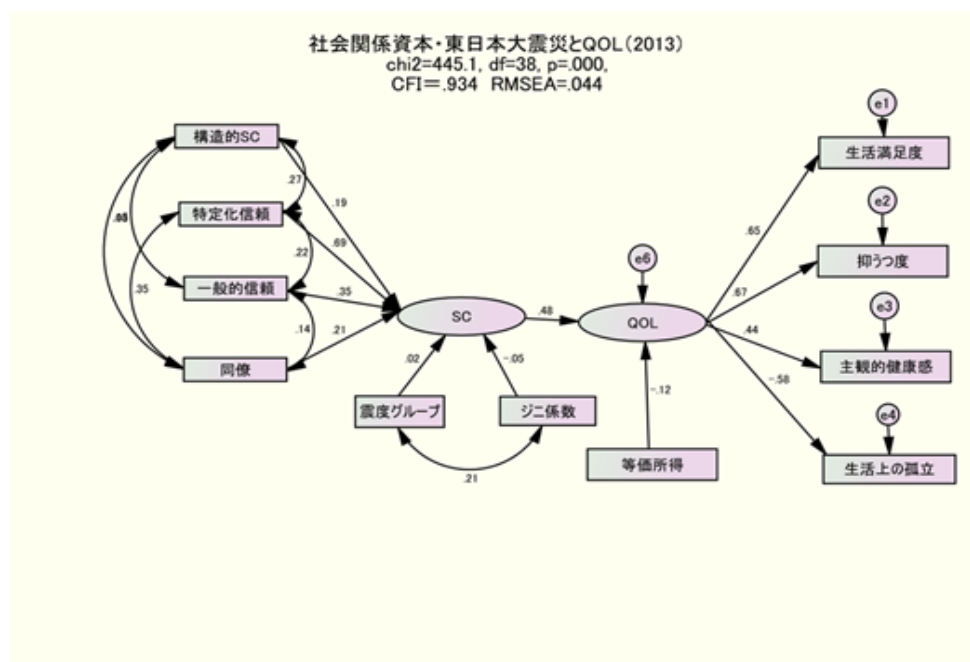 社会関係資本・東日本大震災とQOL(2013)
chi2=445.1, df=38, p=.000,
CFI=.934 RMSEA=.044
e1
構造的SC
生活満足度
.27
.19
e2
特定化信頼
.69
.65
.22
e6
抑うつ度
.35
一般的信頼
.35
.67
e3
SC
.48
QOL
.14
.21
.44
同僚
.02
-.05
主観的健康感
-.12
-.58
震度グループ
ジニ係数
e4
等価所得
生活上の孤立
.21